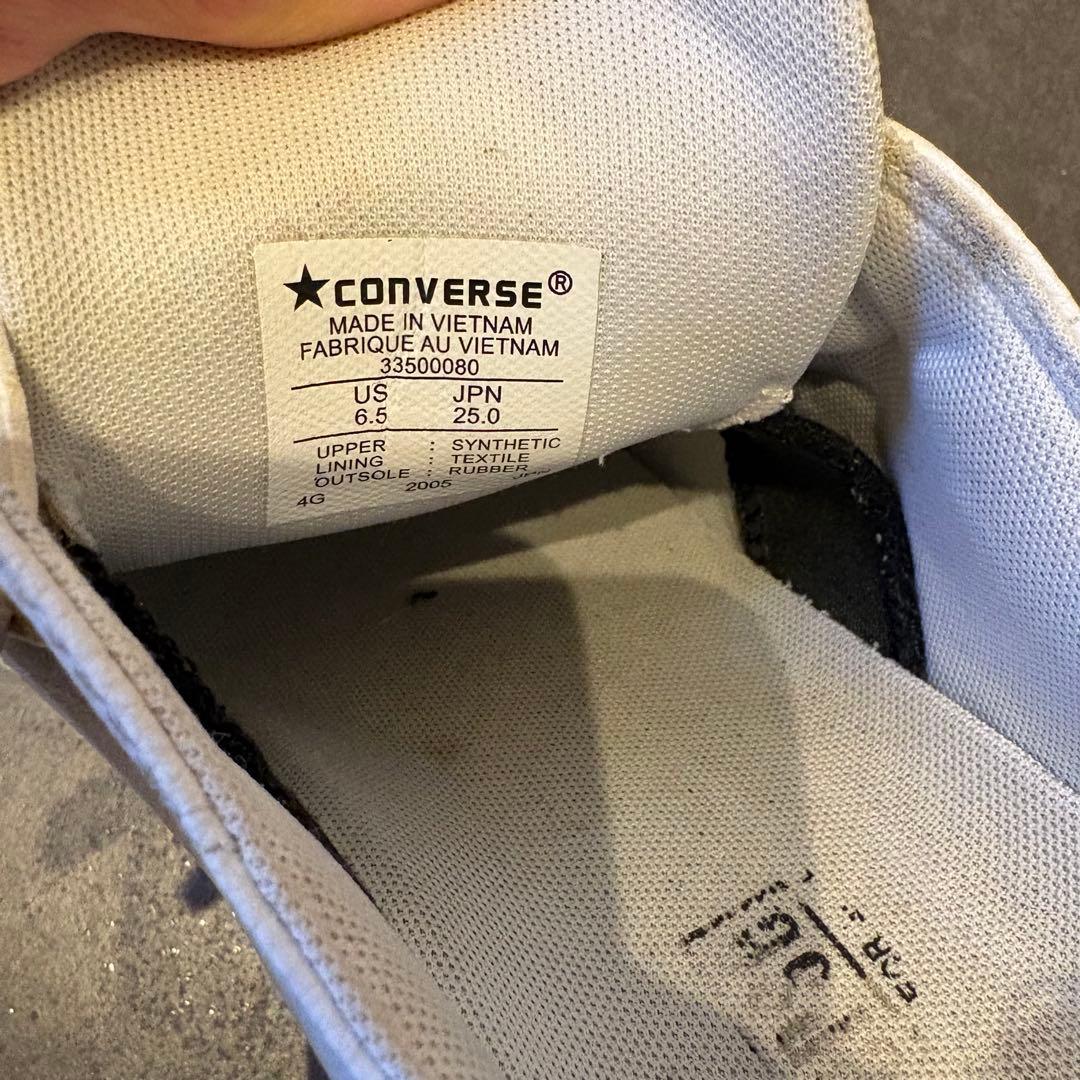 ★CONVERSE®
MADE IN VIETNAM
FABRIQUE AU VIETNAM
33500080
US JPN
6.5 25.0
UPPER : SYNTHETIC
LINING : TEXTILE
OUTSOLE : RUBBER
4G 2005